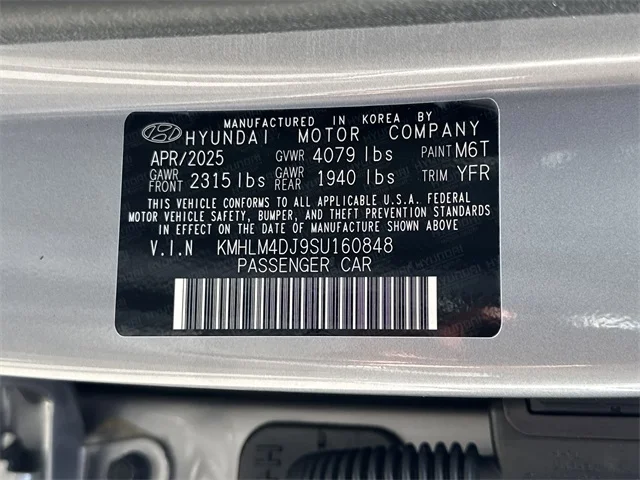 MANUFACTURED IN KOREA BY
HYUNDAI MOTOR COMPANY
APR/2025 GVWR 4079 lbs PAINT M6T
GAWR FRONT 2315 lbs GAWR REAR 1940 lbs TRIM YFR
THIS VEHICLE CONFORMS TO ALL APPLICABLE U.S.A. FEDERAL
MOTOR VEHICLE SAFETY, BUMPER, AND THEFT PREVENTION STANDARDS
IN EFFECT ON THE DATE OF MANUFACTURE SHOWN ABOVE
V.I.N KMHLM4DJ9SU160848
PASSENGER CAR